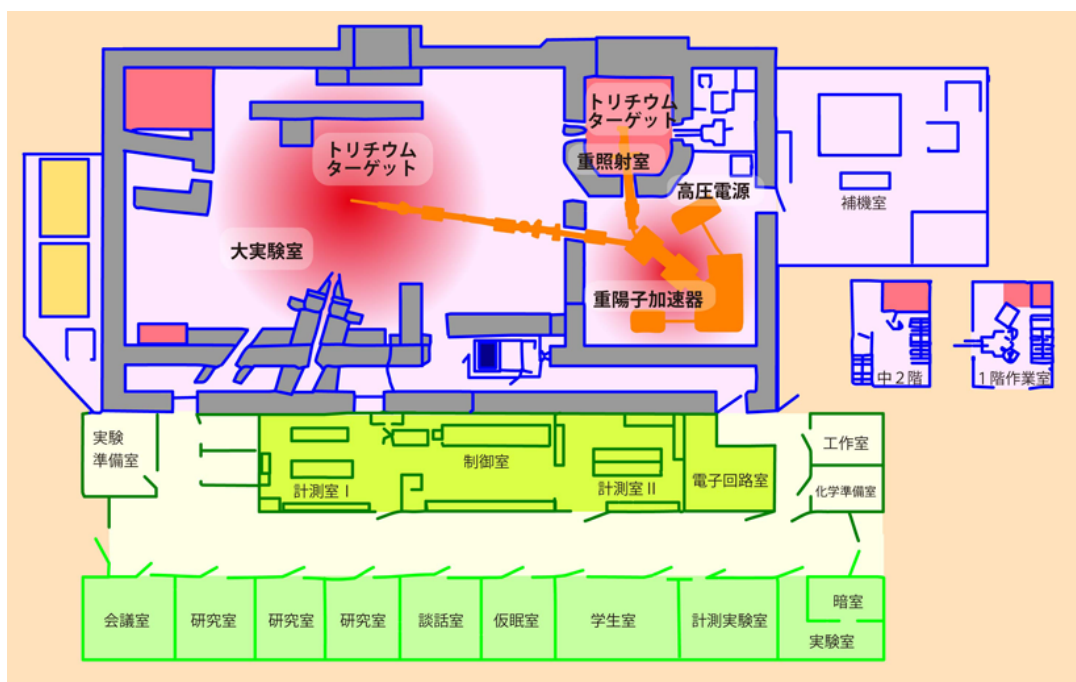 トリチウム
ターゲット
トリチウム
ターゲット
重照射室
高圧電源
補機室
大実験室
重陽子加速器
中2階
1階作業室
実験
準備室
計測室Ⅰ
制御室
計測室Ⅱ
電子回路室
工作室
化学準備室
会議室
研究室
研究室
研究室
談話室
仮眠室
学生室
計測実験室
暗室
実験室